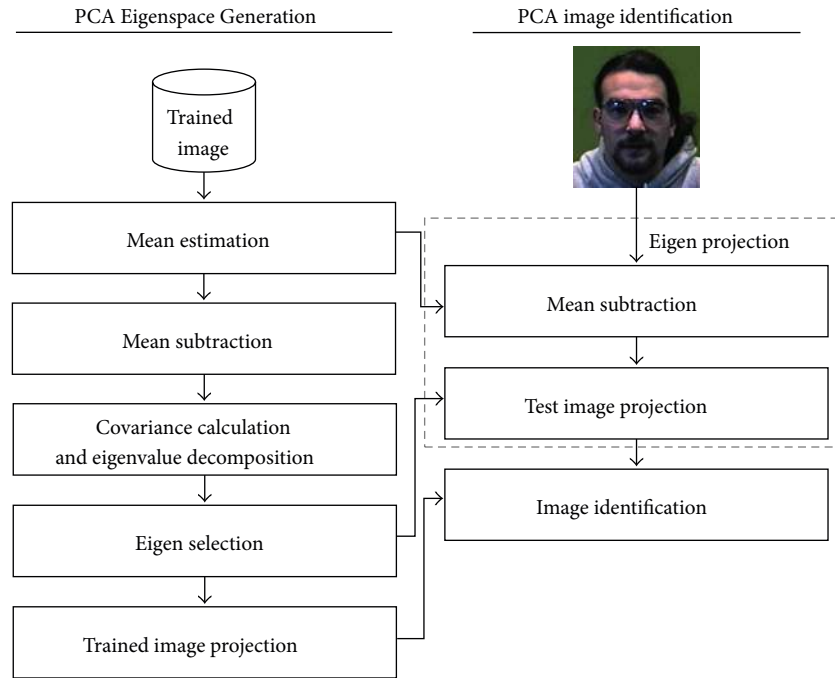 PCA Eigenspace Generation
Trained
image
Mean estimation
Mean subtraction
Covariance calculation
and eigenvalue decomposition
Eigen selection
Trained image projection
PCA image identification
Eigen projection
Mean subtraction
Test image projection
Image identification